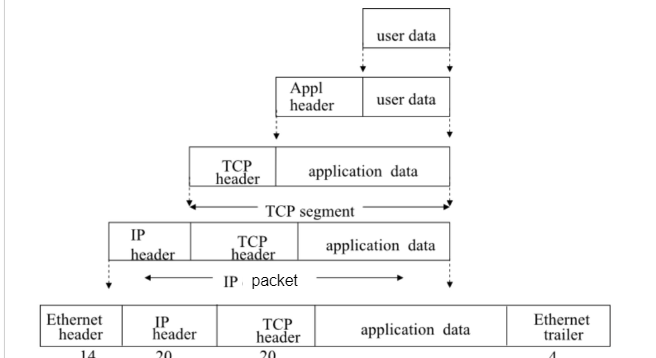 user data
Appl
header
user data
TCP
header
application data
TCP segment
IP
header
TCP
header
application data
IP packet
Ethernet
header
IP
header
TCP
header
application data
Ethernet
trailer
14 20 20 4